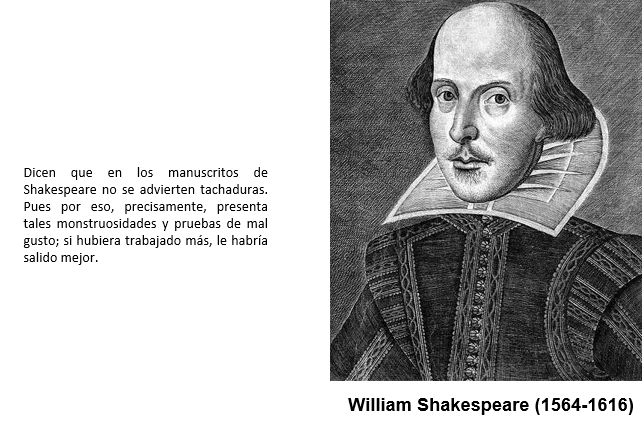 Dicen que en los manuscritos de
Shakespeare no se advierten tachaduras.
Pues por eso, precisamente, presenta
tales monstruosidades y pruebas de mal
gusto; si hubiera trabajado más, le habría
salido mejor.
William Shakespeare (1564-1616)